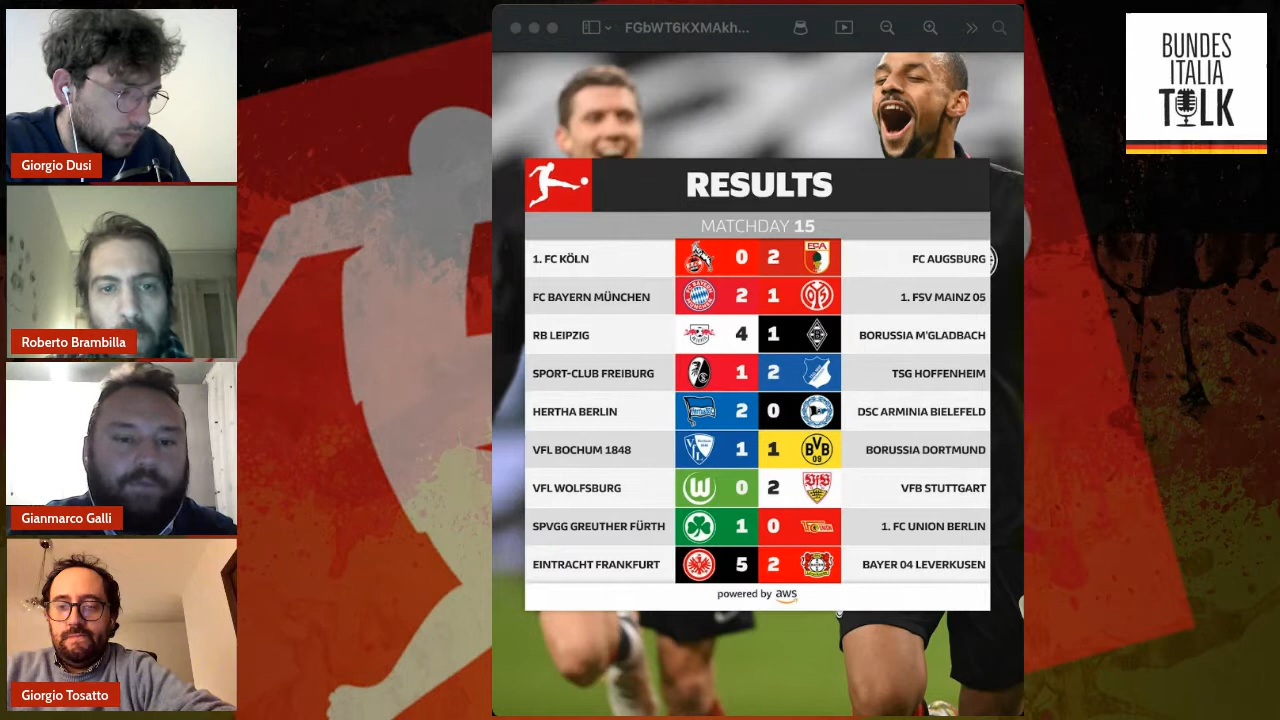 Giorgio Dusi
Roberto Brambilla
Gianmarco Galli
Giorgio Tosatto
FGbWT6KXMAkh...
RESULTS
MATCHDAY 15
1. FC KÖLN 0 2 FC AUGSBURG
FC BAYERN MÜNCHEN 2 1 1. FSV MAINZ 05
RB LEIPZIG 4 1 BORUSSIA M'GLADBACH
SPORT-CLUB FREIBURG 1 2 TSG HOFFENHEIM
HERTHA BERLIN 2 0 DSC ARMINIA BIELEFELD
VFL BOCHUM 1848 1 1 BVB 09 BORUSSIA DORTMUND
VFL WOLFSBURG 0 2 VFB STUTTGART
SPVGG GREUTHER FÜRTH 1 0 1. FC UNION BERLIN
EINTRACHT FRANKFURT 5 2 BAYER 04 LEVERKUSEN
powered by aws
BUNDES
ITALIA
TALK